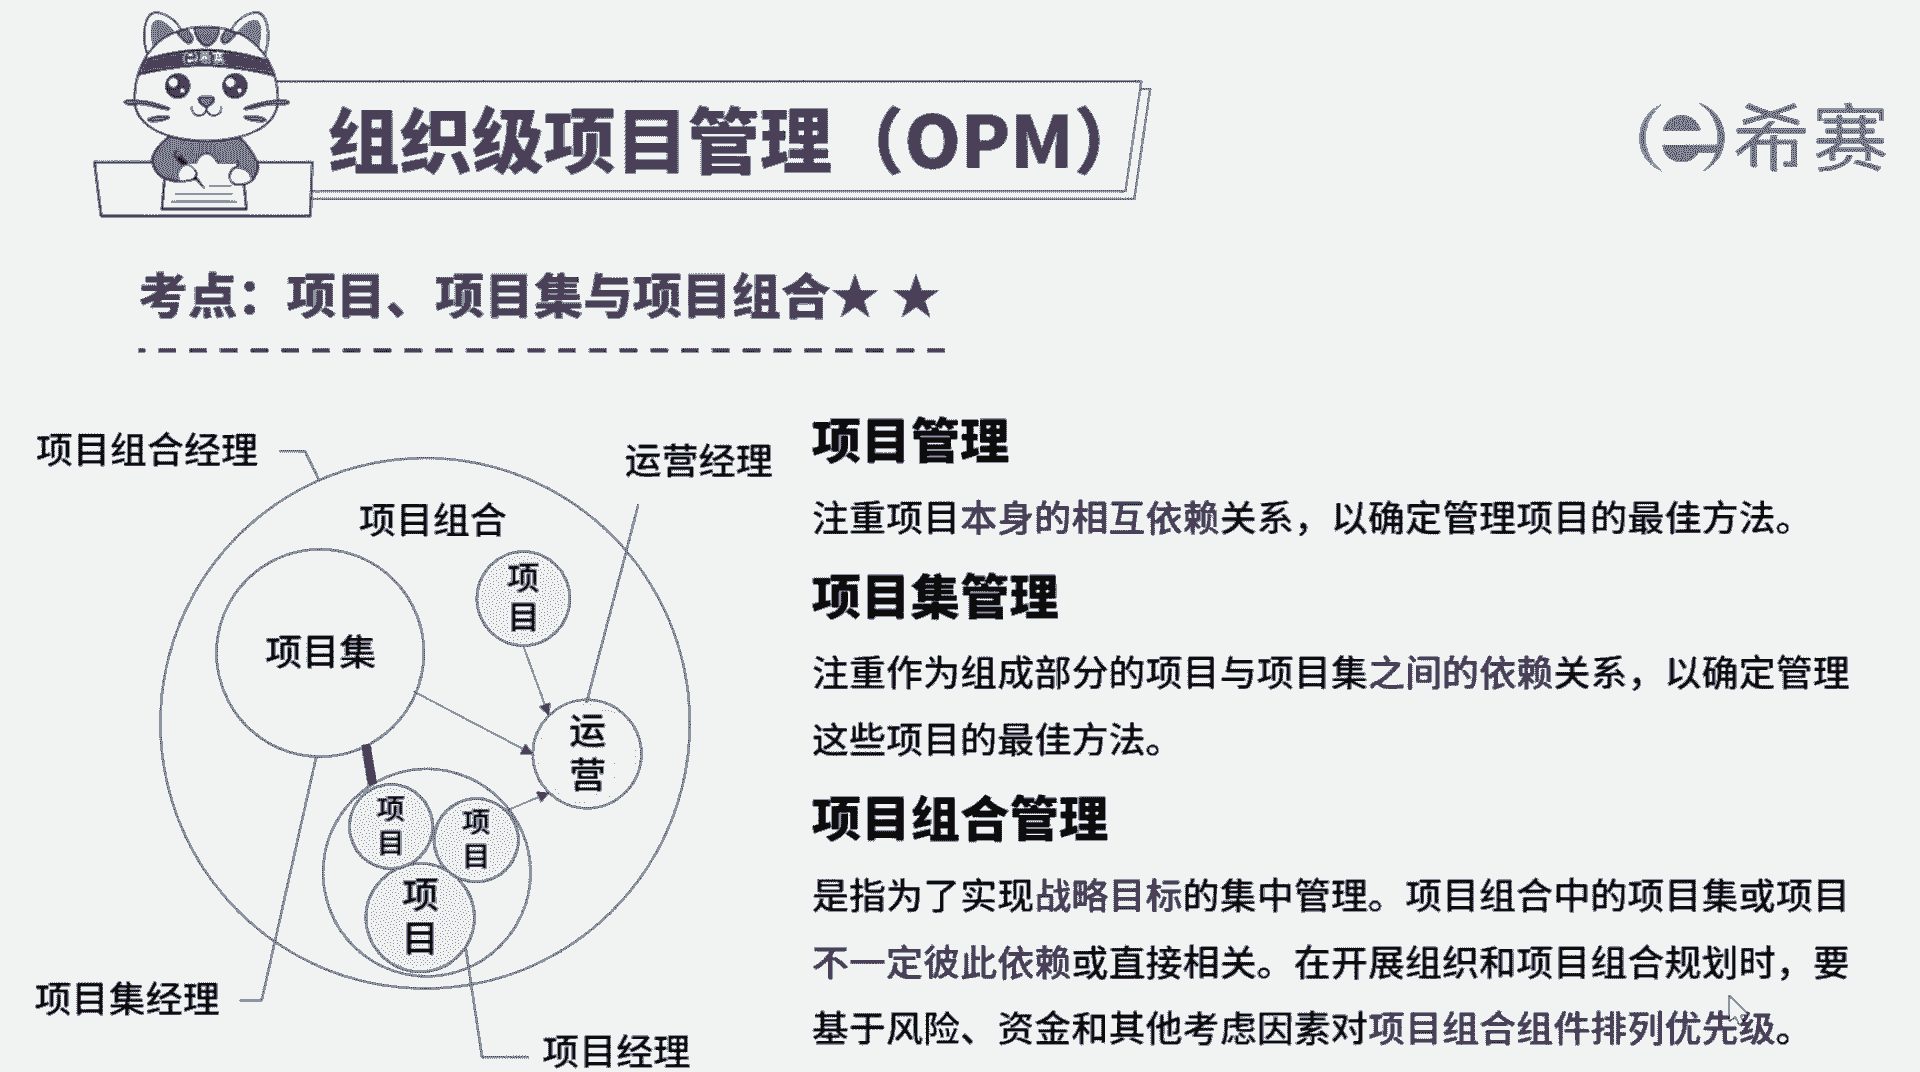 希赛
组织级项目管理（OPM）
希赛
考点：项目、项目集与项目组合★ ★
项目组合经理
运营经理
项目组合
项
目
项目集
运
营
项
目
项
目
项
目
项目集经理
项目经理
项目管理
注重项目本身的相互依赖关系，以确定管理项目的最佳方法。
项目集管理
注重作为组成部分的项目与项目集之间的依赖关系，以确定管理
这些项目的最佳方法。
项目组合管理
是指为了实现战略目标的集中管理。项目组合中的项目集或项目
不一定彼此依赖或直接相关。在开展组织和项目组合规划时，要
基于风险、资金和其他考虑因素对项目组合组件排列优先级。